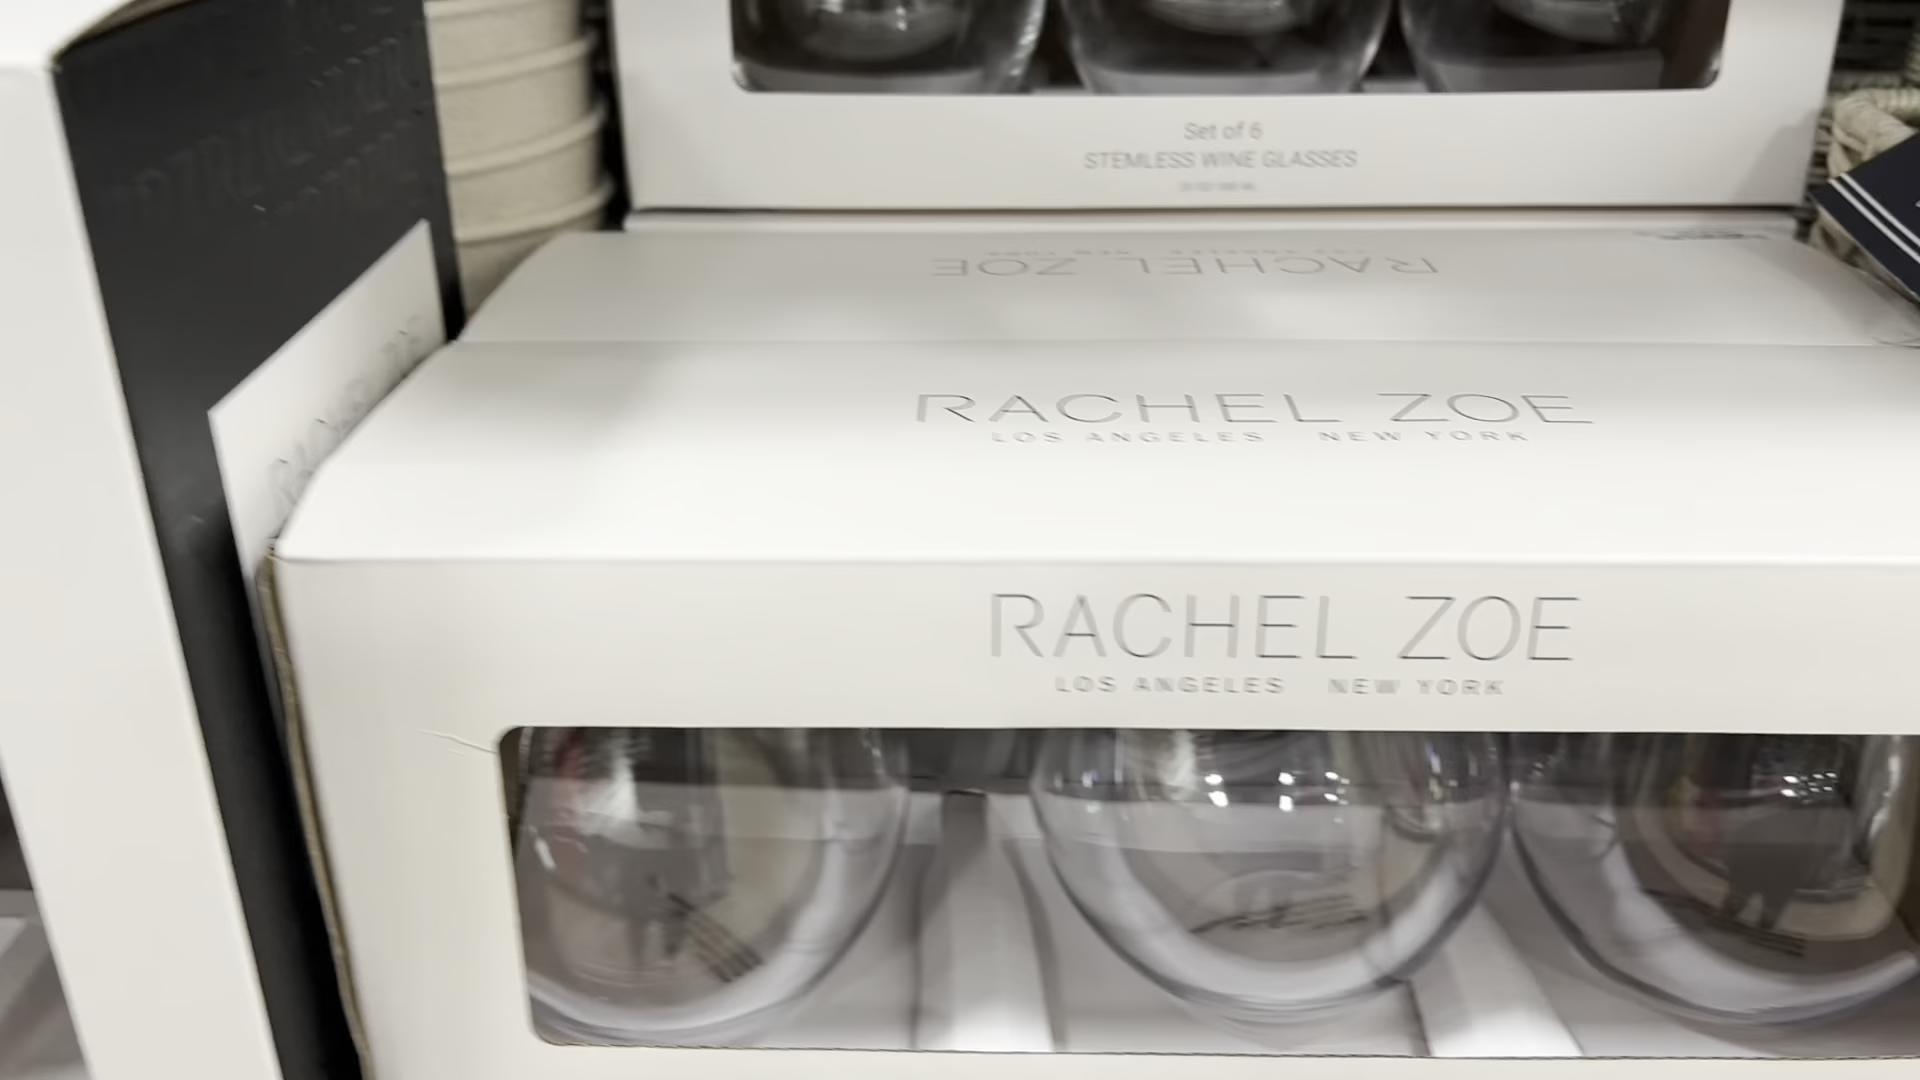 Set of 6
STEMLESS WINE GLASSES
RACHEL ZOE
RACHEL ZOE
LOS ANGELES NEW YORK
RACHEL ZOE
LOS ANGELES NEW YORK